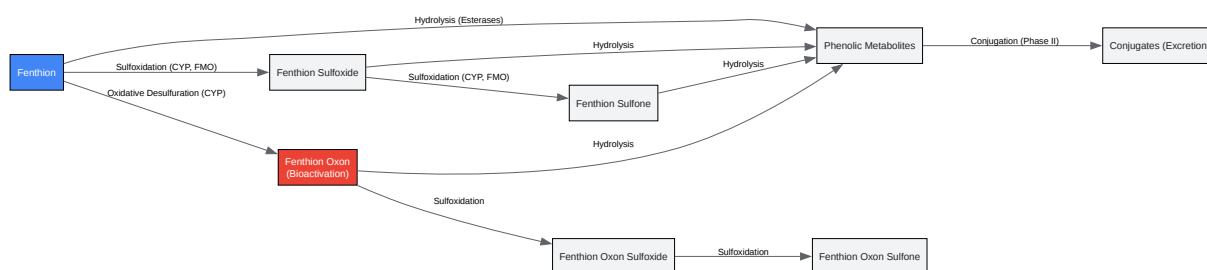 Hydrolysis (Esterases)
Fenthion
Sulfoxidation (CYP, FMO)
Oxidative Desulfuration (CYP)
Fenthion Sulfoxide
Hydrolysis
Sulfoxidation (CYP, FMO)
Fenthion Sulfone
Hydrolysis
Phenolic Metabolites
Conjugation (Phase II)
Conjugates (Excretion
Fenthion Oxon
(Bioactivation)
Hydrolysis
Sulfoxidation
Fenthion Oxon Sulfoxide
Sulfoxidation
Fenthion Oxon Sulfone